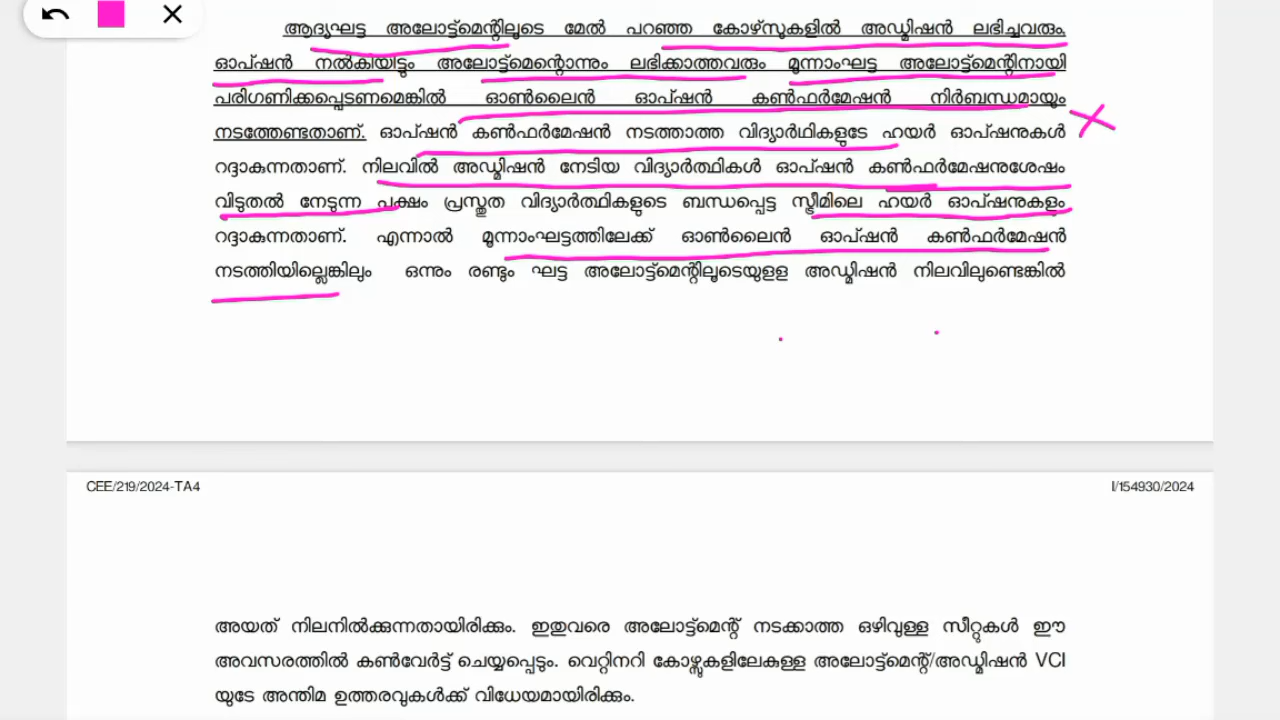 ആദ്യഘട്ട അലോട്ട്മെന്റിലൂടെ മേൽ പറഞ്ഞ കോഴ്സുകളിൽ അഡ്മിഷൻ ലഭിച്ചവരും,
ഓപ്ഷൻ നൽകിയിട്ടും അലോട്ട്മെന്റൊന്നും ലഭിക്കാത്തവരും മൂന്നാംഘട്ട അലോട്ട്മെന്റിനായി
പരിഗണിക്കപ്പെടണമെങ്കിൽ ഓൺലൈൻ ഓപ്ഷൻ കൺഫർമേഷൻ നിർബന്ധമായും
നടത്തേണ്ടതാണ്. ഓപ്ഷൻ കൺഫർമേഷൻ നടത്താത്ത വിദ്യാർഥികളുടേ ഹയർ ഓപ്ഷനുകൾ
റദ്ദാകുന്നതാണ്. നിലവിൽ അഡ്മിഷൻ നേടിയ വിദ്യാർത്ഥികൾ ഓപ്ഷൻ കൺഫർമേഷനുശേഷം
വിടുതൽ നേടുന്ന പക്ഷം പ്രസ്തുത വിദ്യാർത്ഥികളുടെ ബന്ധപ്പെട്ട സ്ട്രീമിലെ ഹയർ ഓപ്ഷനുകളും
റദ്ദാകുന്നതാണ്. എന്നാൽ മൂന്നാംഘട്ടത്തിലേക്ക് ഓൺലൈൻ ഓപ്ഷൻ കൺഫർമേഷൻ
നടത്തിയില്ലെങ്കിലും ഒന്നും രണ്ടും ഘട്ട അലോട്ട്മെന്റിലൂടെയുളള അഡ്മിഷൻ നിലവിലുണ്ടെങ്കിൽ
CEE/219/2024-TA4
I/154930/2024
അയത് നിലനിൽക്കുന്നതായിരിക്കും. ഇതുവരെ അലോട്ട്മെന്റ് നടക്കാത്ത ഒഴിവുള്ള സീറ്റുകൾ ഈ
അവസരത്തിൽ കൺവേർട്ട് ചെയ്യപ്പെടും. വെറ്റിനറി കോഴ്സുകളിലേകുള്ള അലോട്ട്മെന്റ്/അഡ്മിഷൻ VCI
യുടേ അന്തിമ ഉത്തരവുകൾക്ക് വിധേയമായിരിക്കും.